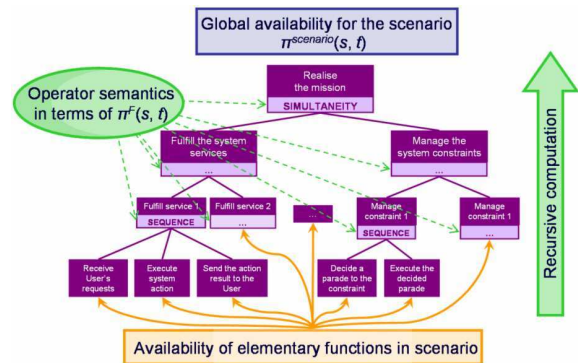 Global availability for the scenario
π^scenario(s, t)
Realise
the mission
SIMULTANEITY
Operator semantics
in terms of π^F(s, t)
Fulfill the system
services
...
Manage the
system constraints
...
Recursive computation
Fulfill service 1
SEQUENCE
Fulfill service 2
...
...
Manage
constraint 1
SEQUENCE
Manage
constraint 1
...
Receive
User's
requests
Execute
system
action
Send the action
result to the
User
Decide a
parade to the
constraint
Execute the
decided
parade
Availability of elementary functions in scenario